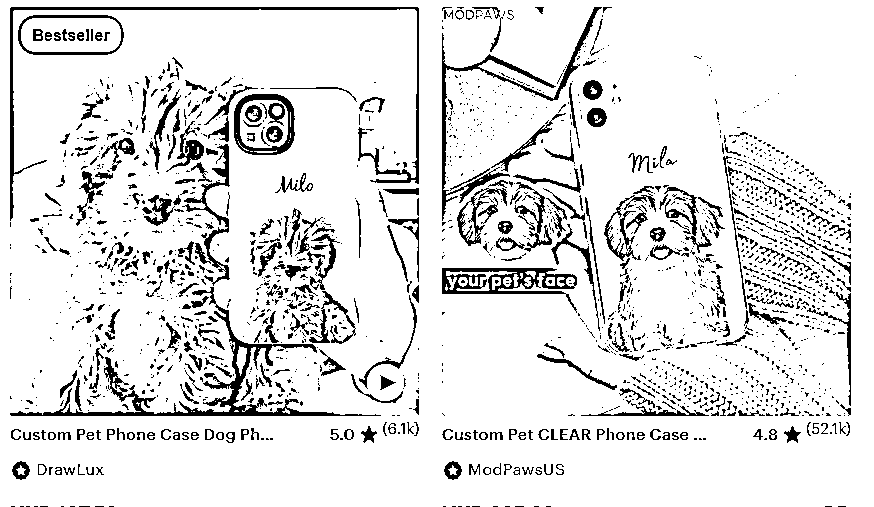 Bestseller
Milo
Custom Pet Phone Case Dog Ph...
5.0 ★ (6.1k)
DrawLux
MODPAWS
Milo
your pet's face
Custom Pet CLEAR Phone Case ...
4.8 ★ (52.1k)
ModPawsUS